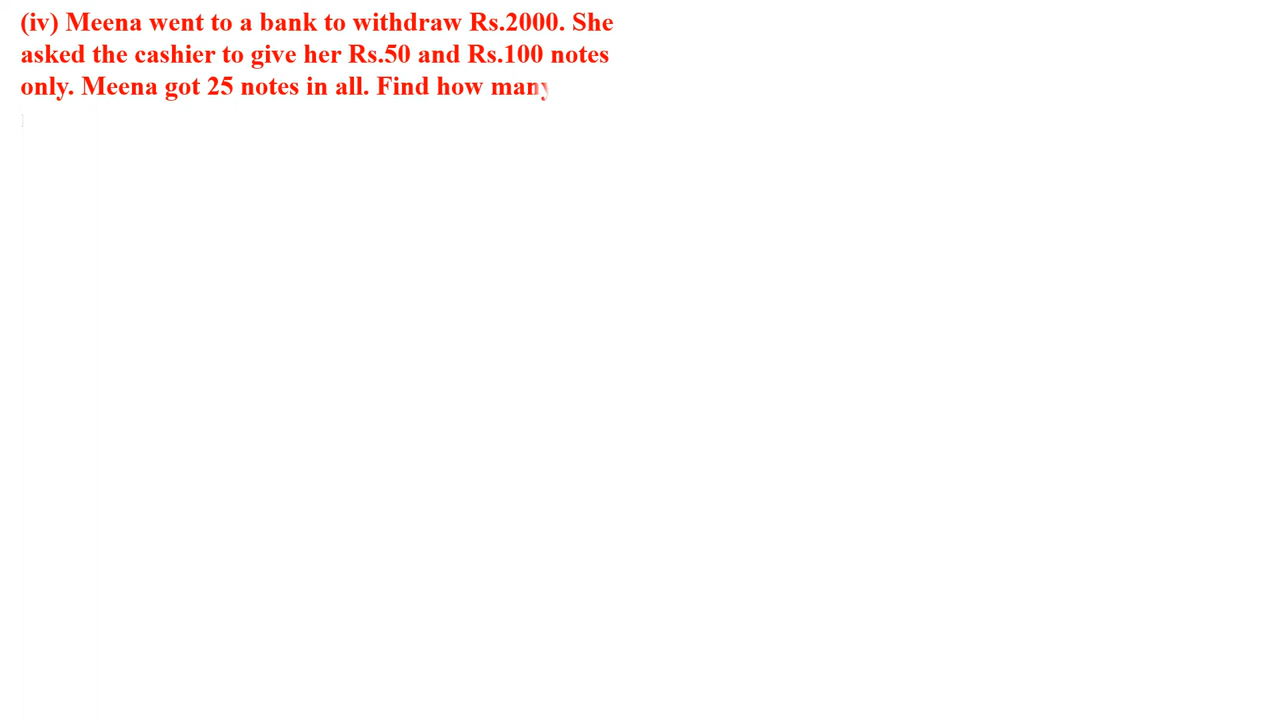 (iv) Meena went to a bank to withdraw Rs.2000. She
asked the cashier to give her Rs.50 and Rs.100 notes
only. Meena got 25 notes in all. Find how many